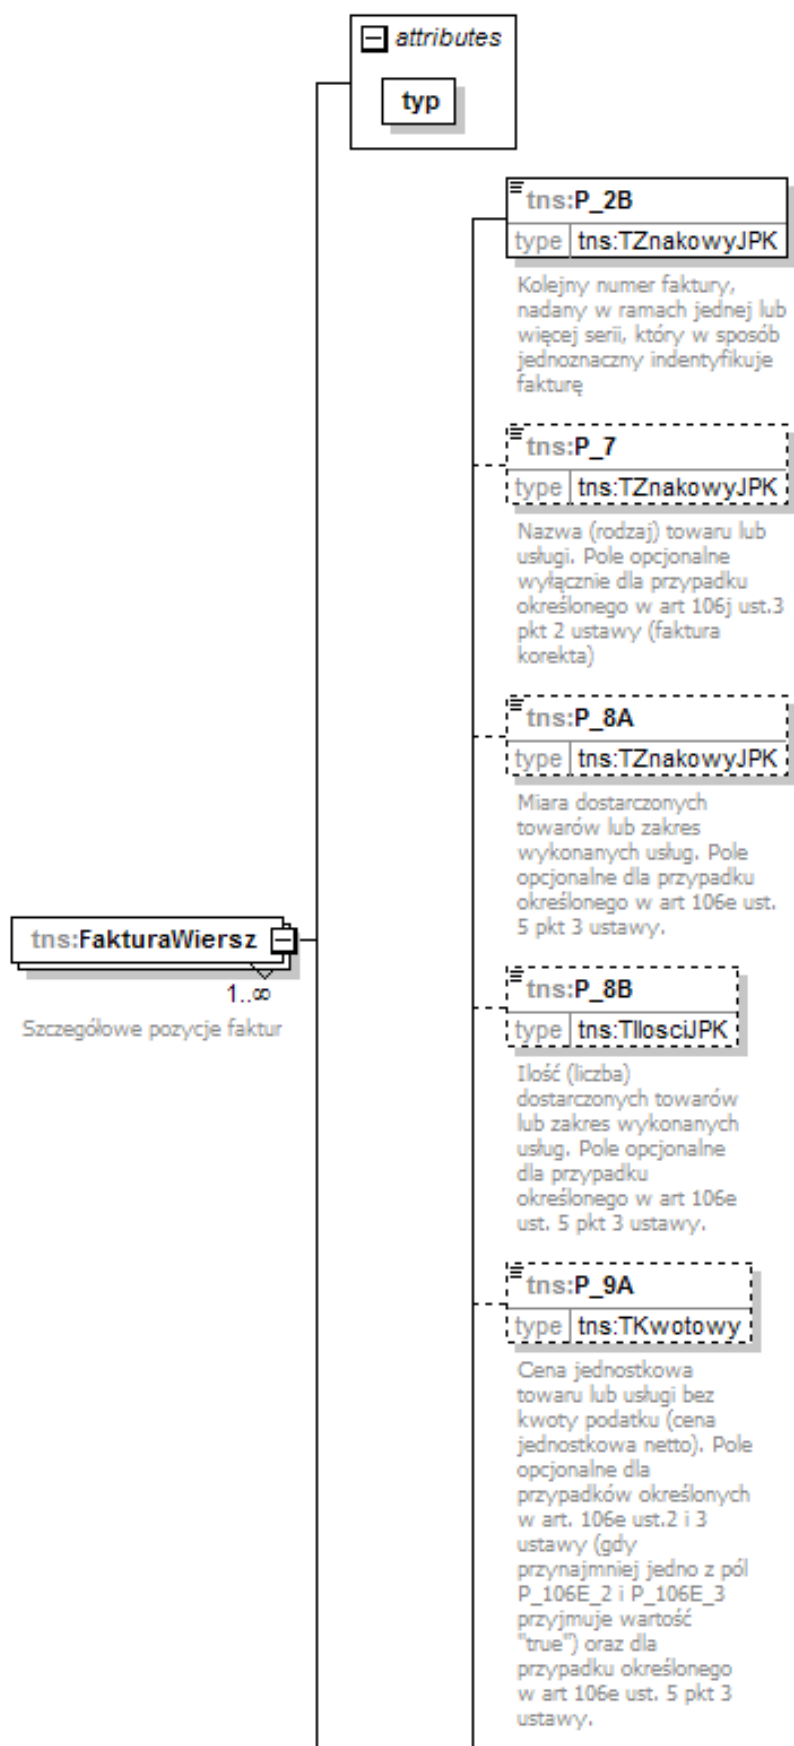 attributes
typ
tns:P_2B
type tns:TZnakowyJPK
Kolejny numer faktury,
nadany w ramach jednej lub
więcej serii, który w sposób
jednoznaczny indentyfikuje
fakturę
tns:P_7
type tns:TZnakowyJPK
Nazwa (rodzaj) towaru lub
usługi. Pole opcjonalne
wyłącznie dla przypadku
określonego w art 106j ust.3
pkt 2 ustawy (faktura
korekta)
tns:P_8A
type tns:TZnakowyJPK
Miara dostarczonych
towarów lub zakres
wykonanych usług. Pole
opcjonalne dla przypadku
określonego w art 106e ust.
5 pkt 3 ustawy.
tns:FakturaWiersz
1..∞
Szczegółowe pozycje faktur
tns:P_8B
type tns:TIlosciJPK
Ilość (liczba)
dostarczonych towarów
lub zakres wykonanych
usług. Pole opcjonalne
dla przypadku
określonego w art 106e
ust. 5 pkt 3 ustawy.
tns:P_9A
type tns:TKwotowy
Cena jednostkowa
towaru lub usługi bez
kwoty podatku (cena
jednostkowa netto). Pole
opcjonalne dla
przypadków określonych
w art. 106e ust.2 i 3
ustawy (gdy
przynajmniej jedno z pól
P_106E_2 i P_106E_3
przyjmuje wartość
"true") oraz dla
przypadku określonego
w art 106e ust. 5 pkt 3
ustawy.